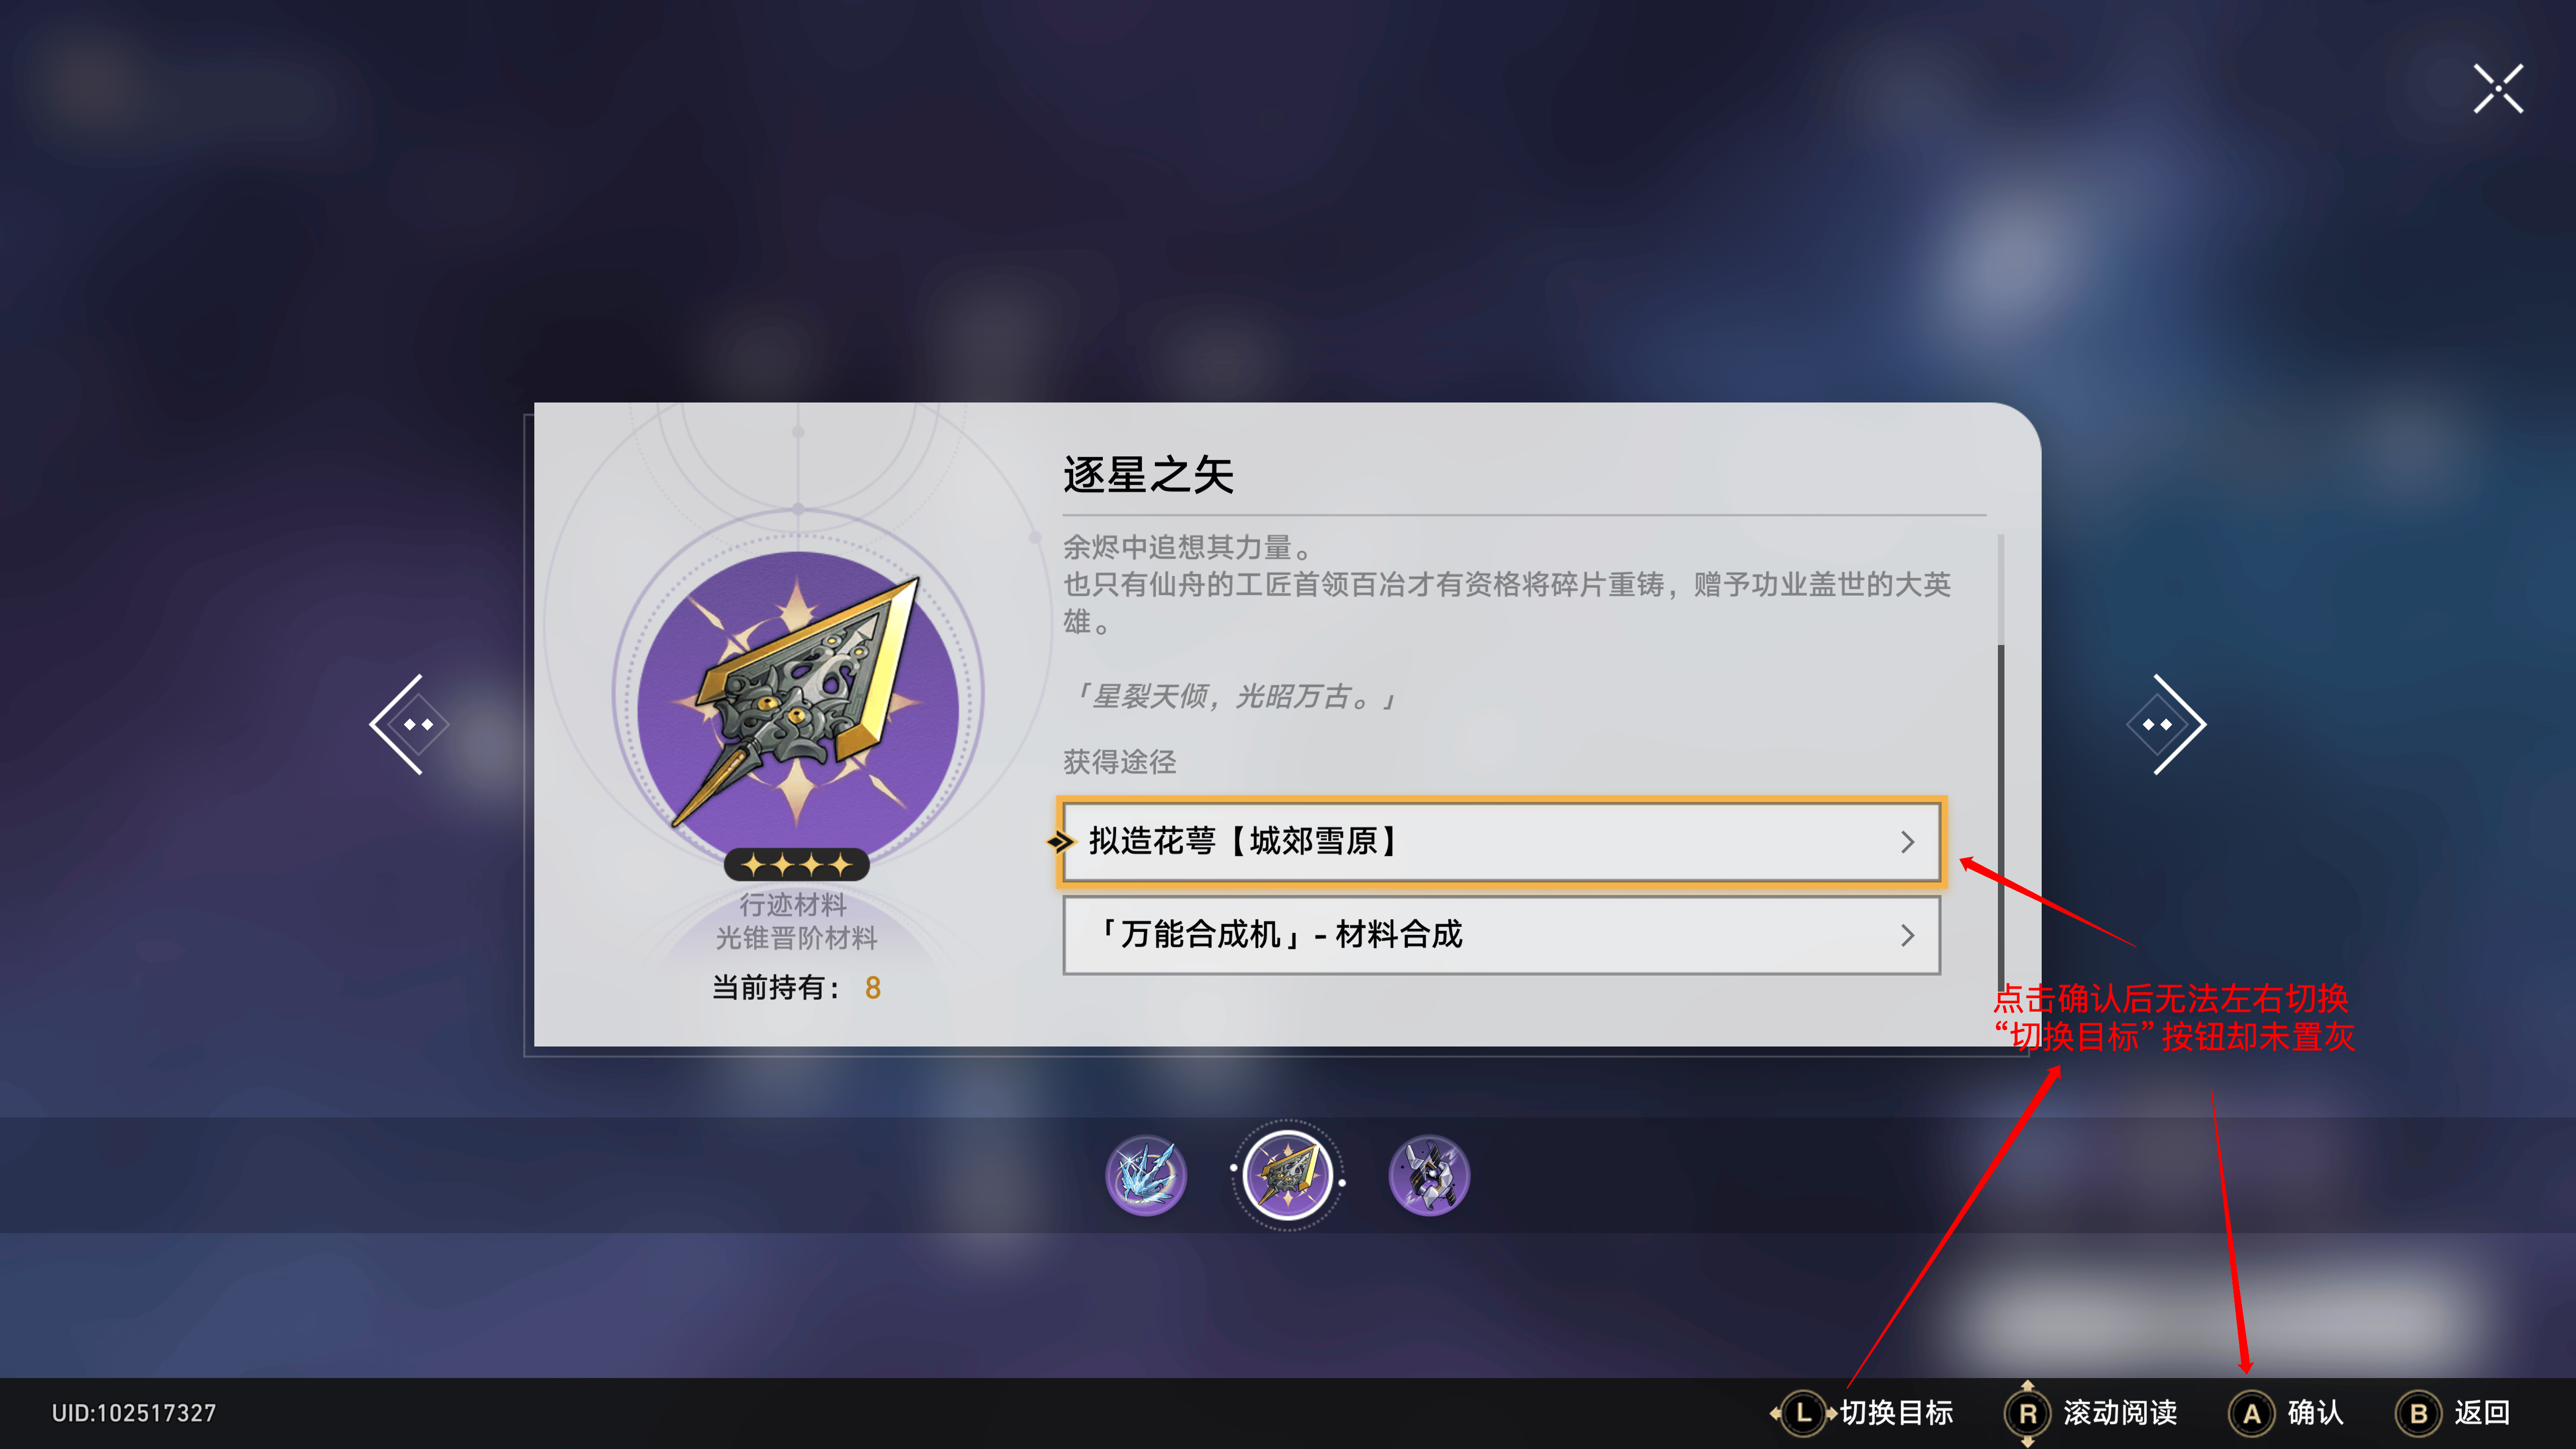 逐星之矢
余烬中追想其力量。
也只有仙舟的工匠首领百冶才有资格将碎片重铸，赠予功业盖世的大英
雄。
「星裂天倾，光昭万古。」
获得途径
拟造花萼【城郊雪原】
「万能合成机」- 材料合成
行迹材料
光锥晋阶材料
当前持有： 8
点击确认后无法左右切换
“切换目标”按钮却未置灰
UID:102517327
L 切换目标
R 滚动阅读
A 确认
B 返回